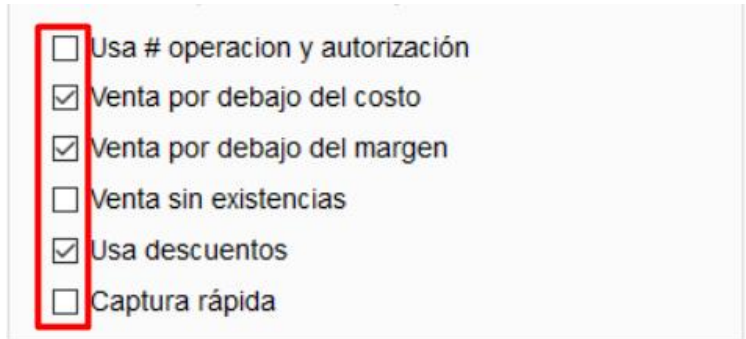 Usa # operacion y autorización
Venta por debajo del costo
Venta por debajo del margen
Venta sin existencias
Usa descuentos
Captura rápida